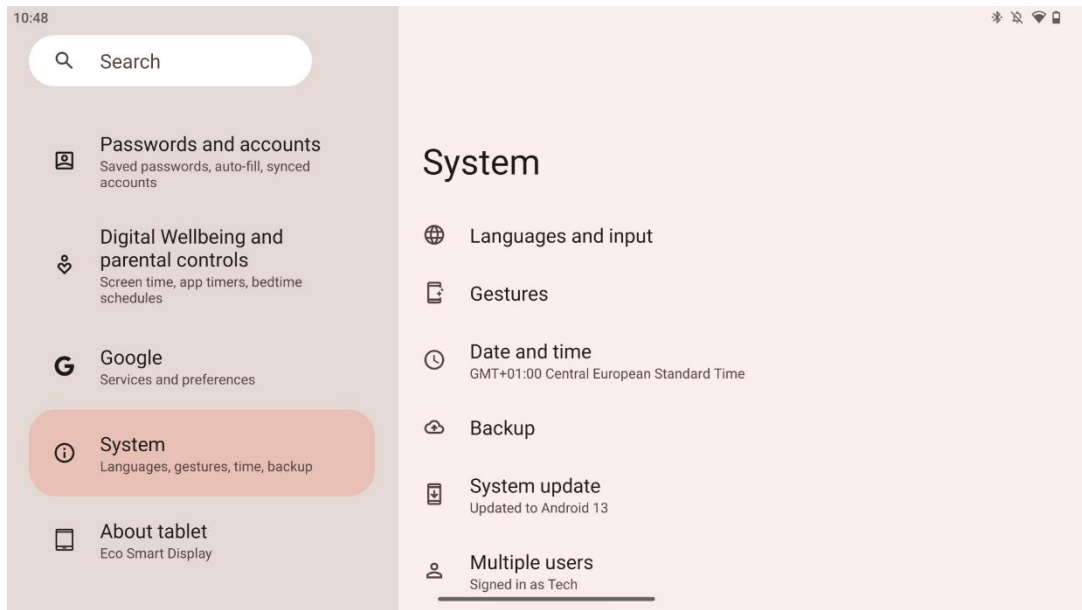 10:48
Search
Passwords and accounts
Saved passwords, auto-fill, synced
accounts
Digital Wellbeing and
parental controls
Screen time, app timers, bedtime
schedules
Google
Services and preferences
System
Languages, gestures, time, backup
About tablet
Eco Smart Display
System
Languages and input
Gestures
Date and time
GMT+01:00 Central European Standard Time
Backup
System update
Updated to Android 13
Multiple users
Signed in as Tech